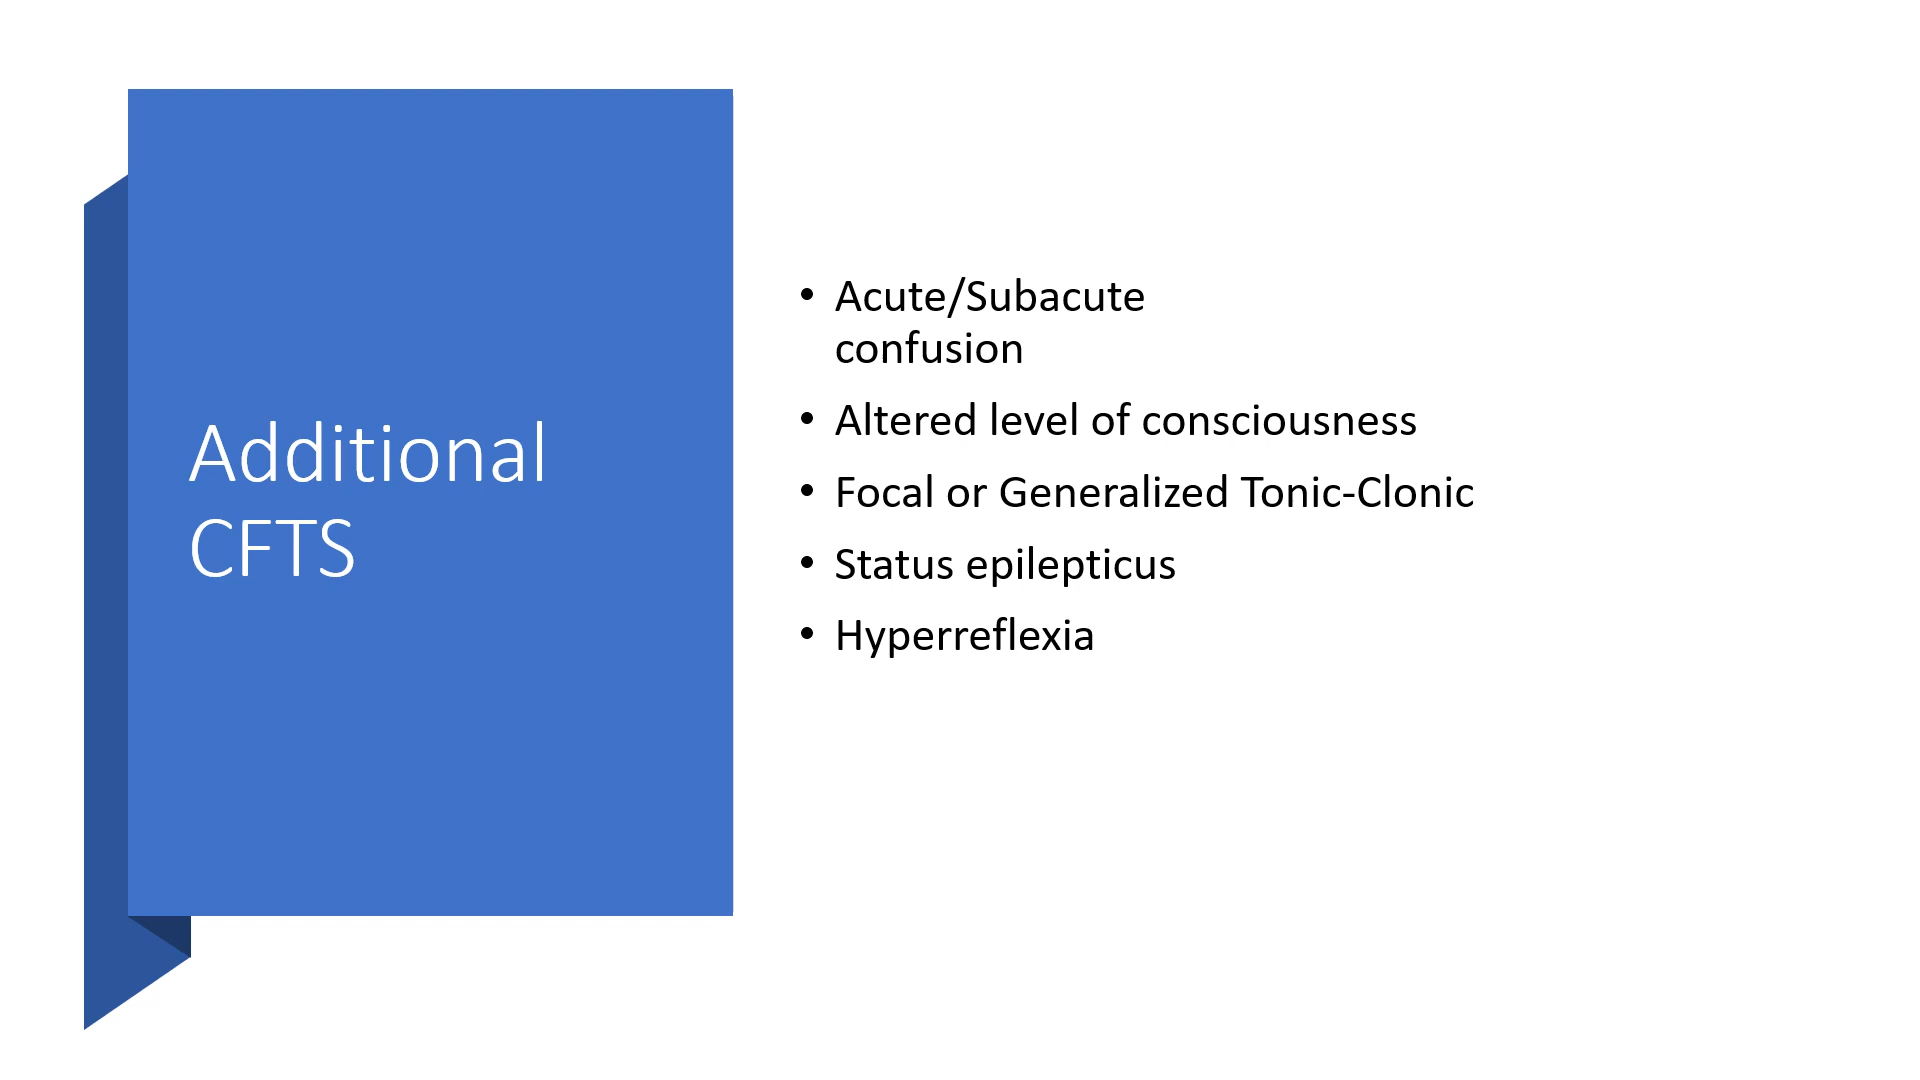 Additional
CFTS
• Acute/Subacute
confusion
• Altered level of consciousness
• Focal or Generalized Tonic-Clonic
• Status epilepticus
• Hyperreflexia